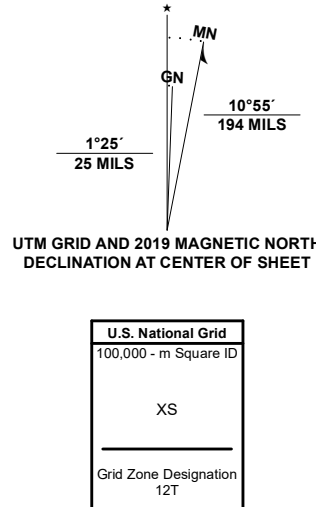 ★
MN
GN
1°25´
25 MILS
10°55´
194 MILS
UTM GRID AND 2019 MAGNETIC NORTH
DECLINATION AT CENTER OF SHEET
U.S. National Grid
100,000 - m Square ID
XS
Grid Zone Designation
12T